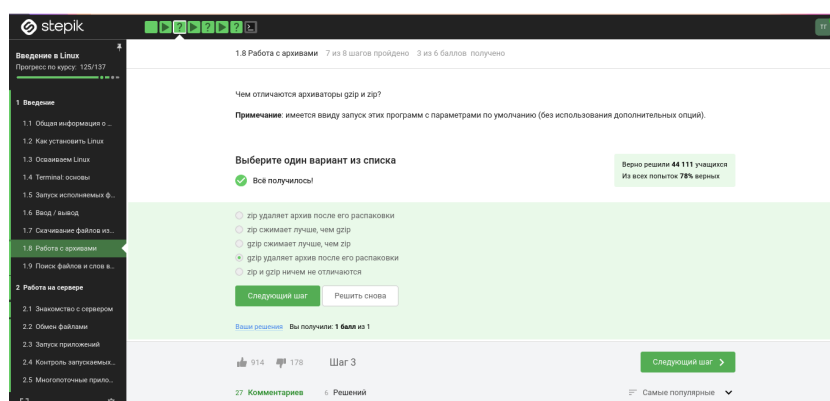 stepik
ТГ
Введение в Linux
Прогресс по курсу: 125/137
1 Введение
1.1 Общая информация о ...
1.2 Как установить Linux
1.3 Осваиваем Linux
1.4 Terminal: основы
1.5 Запуск исполняемых ф...
1.6 Ввод / вывод
1.7 Скачивание файлов из...
1.8 Работа с архивами
1.9 Поиск файлов и слов в...
2 Работа на сервере
2.1 Знакомство с сервером
2.2 Обмен файлами
2.3 Запуск приложений
2.4 Контроль запускаемых...
2.5 Многопоточные прило...
1.8 Работа с архивами 7 из 8 шагов пройдено 3 из 6 баллов получено
Чем отличаются архиваторы gzip и zip?
Примечание: имеется ввиду запуск этих программ с параметрами по умолчанию (без использования дополнительных опций).
Выберите один вариант из списка
Всё получилось!
Верно решили 44 111 учащихся
Из всех попыток 78% верных
zip удаляет архив после его распаковки
zip сжимает лучше, чем gzip
gzip сжимает лучше, чем zip
gzip удаляет архив после его распаковки
zip и gzip ничем не отличаются
Следующий шаг Решить снова
Ваши решения Вы получили: 1 балл из 1
914 178 Шаг 3 Следующий шаг
27 Комментариев 6 Решений Самые популярные